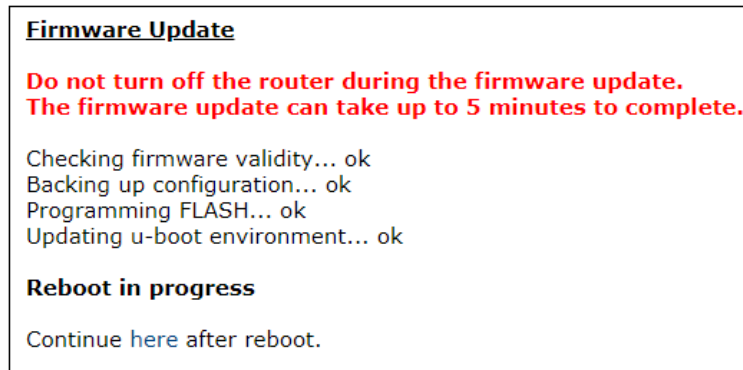 Firmware Update
Do not turn off the router during the firmware update.
The firmware update can take up to 5 minutes to complete.
Checking firmware validity... ok
Backing up configuration... ok
Programming FLASH... ok
Updating u-boot environment... ok
Reboot in progress
Continue here after reboot.